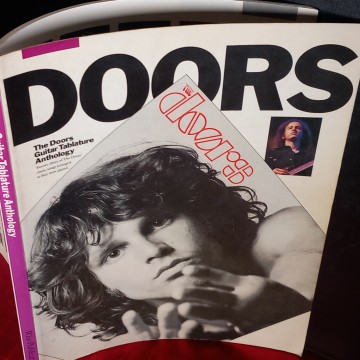 DOORS
The Doors
Guitar Tablature
Anthology
THE
doors
Guitar Tablature Anthology